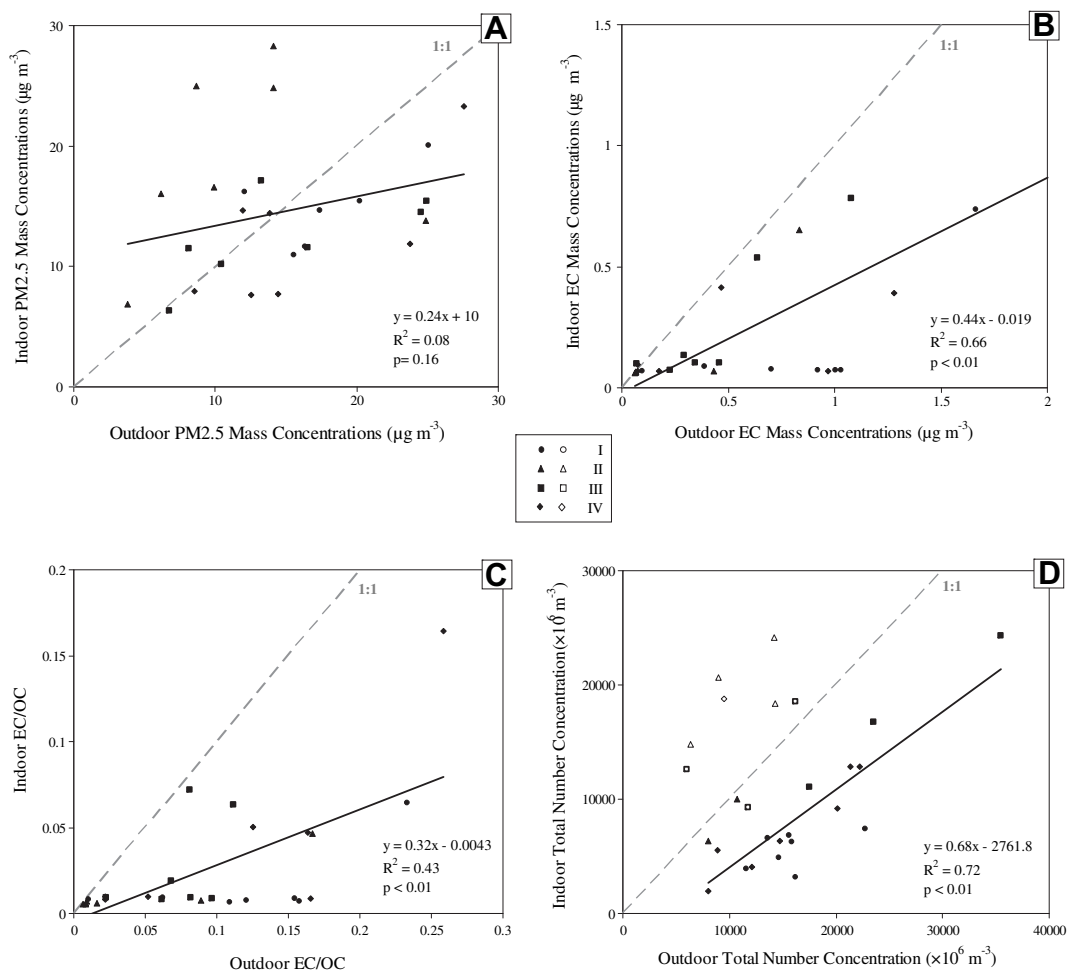 A
30
20
10
0
0
10
20
30
1:1
y = 0.24x + 10
R² = 0.08
p= 0.16
Indoor PM2.5 Mass Concentrations (µg m⁻³)
Outdoor PM2.5 Mass Concentrations (µg m⁻³)
B
1.5
1
0.5
0
0
0.5
1
1.5
2
1:1
y = 0.44x - 0.019
R² = 0.66
p < 0.01
Indoor EC Mass Concentrations (µg m⁻³)
Outdoor EC Mass Concentrations (µg m⁻³)
I
II
III
IV
C
0.2
0.15
0.1
0.05
0
0
0.05
0.1
0.15
0.2
0.25
0.3
1:1
y = 0.32x - 0.0043
R² = 0.43
p < 0.01
Indoor EC/OC
Outdoor EC/OC
D
30000
20000
10000
0
0
10000
20000
30000
40000
1:1
y = 0.68x - 2761.8
R² = 0.72
p < 0.01
Indoor Total Number Concentration(×10⁶ m⁻³)
Outdoor Total Number Concentration (×10⁶ m⁻³)